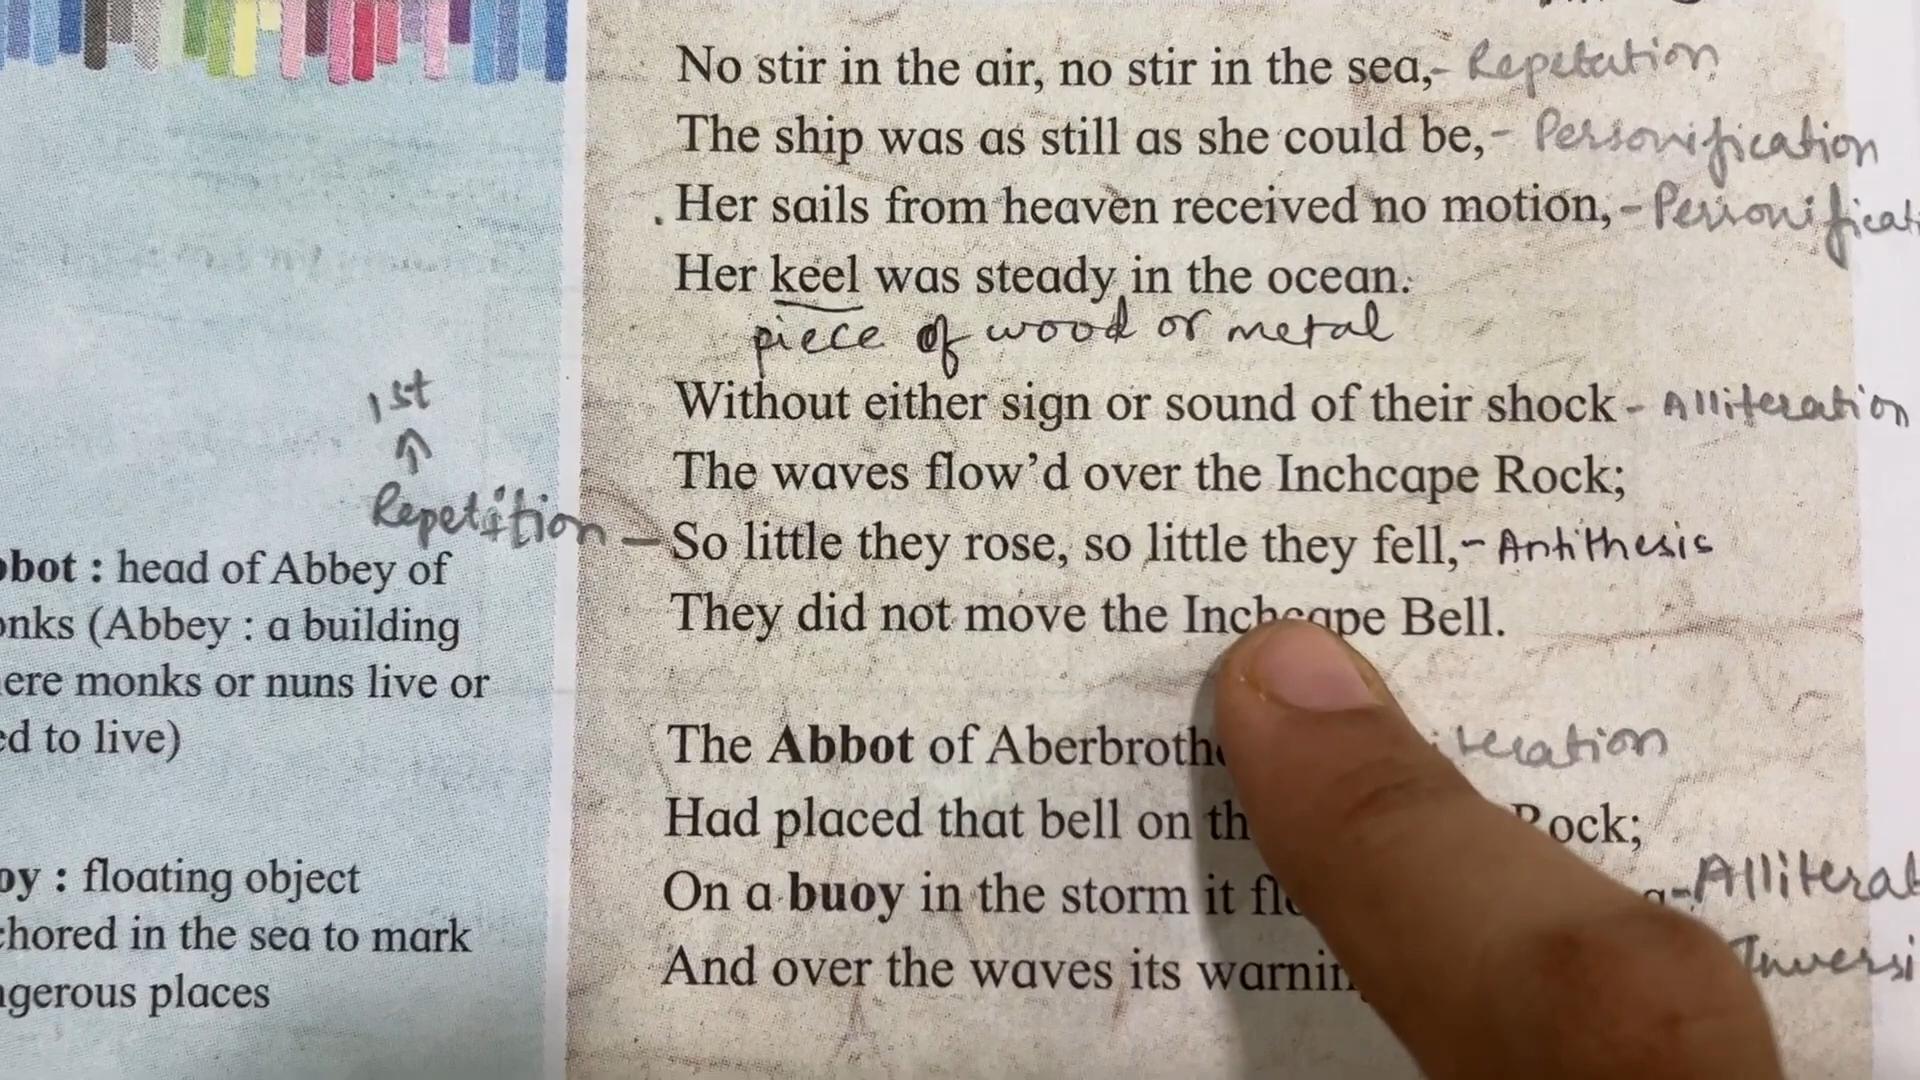 No stir in the air, no stir in the sea,- Repetation
The ship was as still as she could be,- Personification
Her sails from heaven received no motion,- Personificat
Her keel was steady in the ocean.
piece of wood or metal
Without either sign or sound of their shock - Alliteration
The waves flow'd over the Inchcape Rock;
1st
Repetition — So little they rose, so little they fell,- Antithesis
They did not move the Inchcape Bell.
The Abbot of Aberbroth iteration
Had placed that bell on th Rock;
On a buoy in the storm it fl g-Alliterat
And over the waves its warnin Inversi
bbot : head of Abbey of
onks (Abbey : a building
ere monks or nuns live or
ed to live)
oy : floating object
chored in the sea to mark
ngerous places